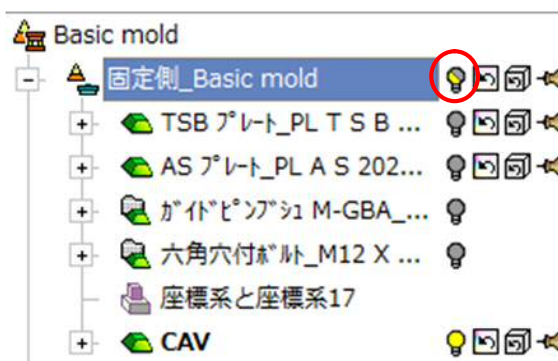 Basic mold
固定側_Basic mold
TSB ﾌﾟﾚｰﾄ_PL T S B ...
AS ﾌﾟﾚｰﾄ_PL A S 202...
ｶﾞｲﾄﾞﾋﾟﾝﾌﾞｼｭ M-GBA_...
六角穴付ﾎﾞﾙﾄ_M12 X ...
座標系と座標系17
CAV